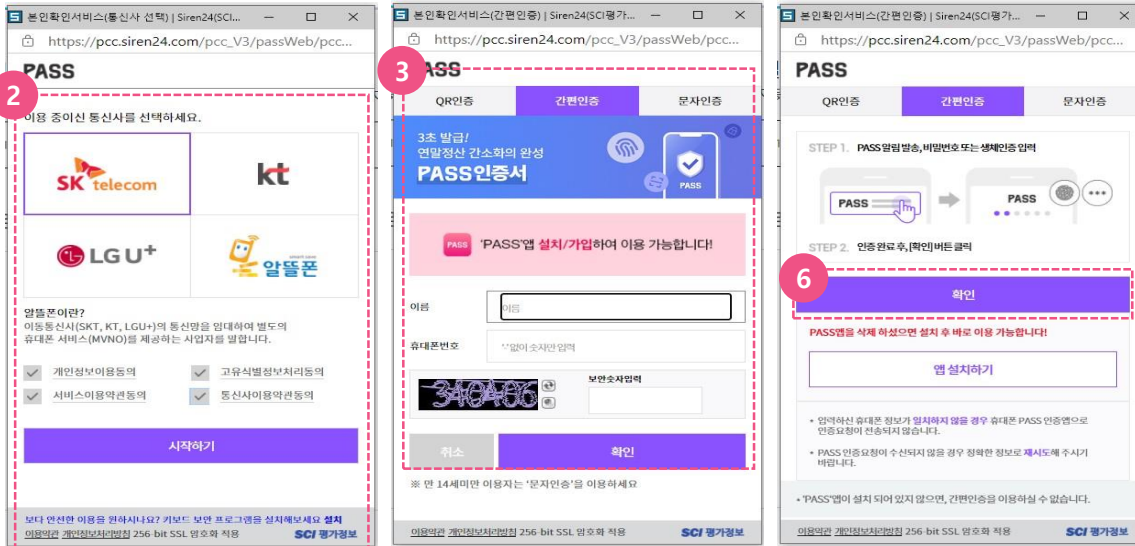 본인확인서비스(통신사 선택) | Siren24(SCI...
https://pcc.siren24.com/pcc_V3/passWeb/pcc...
PASS
2
이용 중이신 통신사를 선택하세요.
SK telecom
kt
LG U+
알뜰폰
알뜰폰이란?
이동통신사(SKT, KT, LGU+)의 통신망을 임대하여 별도의
휴대폰 서비스(MVNO)를 제공하는 사업자를 말합니다.
개인정보이용동의
고유식별정보처리동의
서비스이용약관동의
통신사이용약관동의
시작하기
보다 안전한 이용을 원하시나요? 키보드 보안 프로그램을 설치해보세요 설치
이용약관 개인정보처리방침 256-bit SSL 암호화 적용
SCI 평가정보
본인확인서비스(간편인증) | Siren24(SCI평가...
https://pcc.siren24.com/pcc_V3/passWeb/pcc...
3
ASS
QR인증
간편인증
문자인증
3초 발급!
연말정산 간소화의 완성
PASS인증서
PASS
PASS
'PASS'앱 설치/가입하여 이용 가능합니다!
이름
이름
휴대폰번호
'-'없이 숫자만 입력
340486
보안숫자입력
취소
확인
※ 만 14세미만 이용자는 '문자인증'을 이용하세요
이용약관 개인정보처리방침 256-bit SSL 암호화 적용
SCI 평가정보
본인확인서비스(간편인증) | Siren24(SCI평가...
https://pcc.siren24.com/pcc_V3/passWeb/pcc...
PASS
QR인증
간편인증
문자인증
STEP 1. PASS 알림 발송, 비밀번호 또는 생체인증 입력
PASS
PASS
STEP 2. 인증 완료 후, [확인] 버튼 클릭
6
확인
PASS앱을 삭제 하셨으면 설치 후 바로 이용 가능합니다!
앱 설치하기
• 입력하신 휴대폰 정보가 일치하지 않을 경우 휴대폰 PASS 인증앱으로
인증요청이 전송되지 않습니다.
• PASS 인증요청이 수신되지 않을 경우 정확한 정보로 재시도해 주시기
바랍니다.
• 'PASS'앱이 설치 되어 있지 않으면, 간편인증을 이용하실 수 없습니다.
이용약관 개인정보처리방침 256-bit SSL 암호화 적용
SCI 평가정보